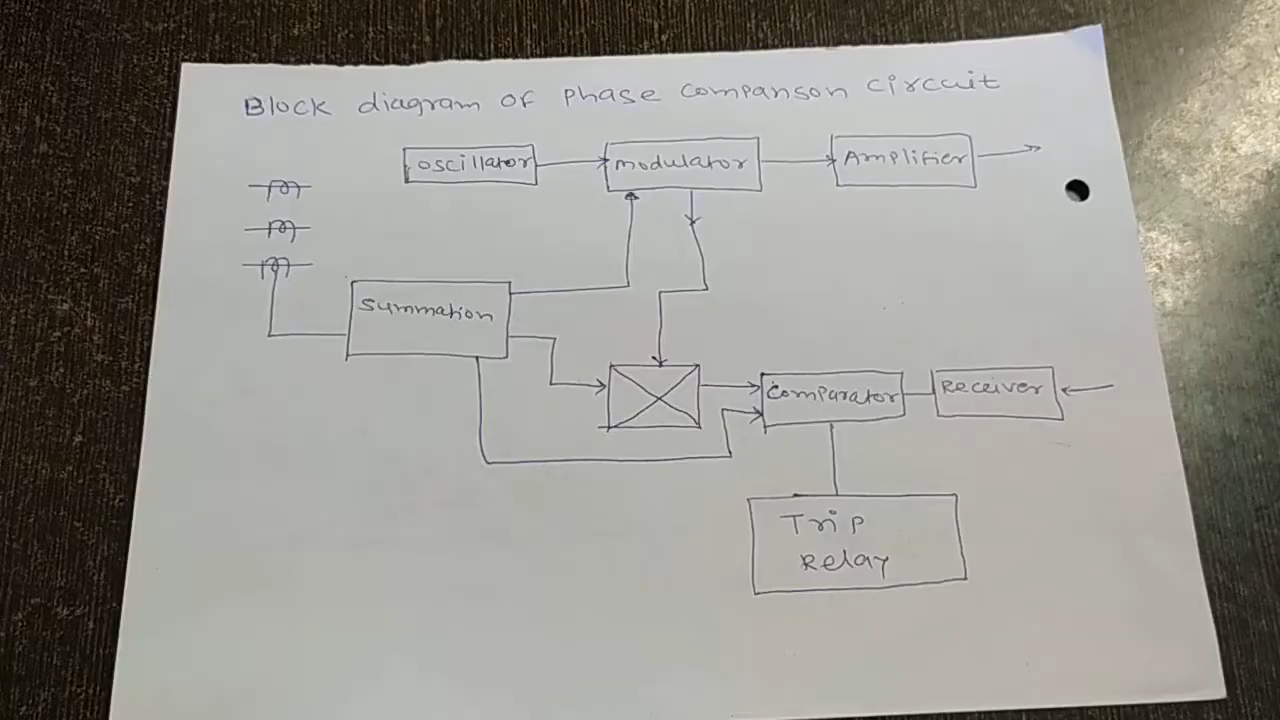 Block diagram of phase comparison circuit
oscillator
modulator
Amplifier
Summation
Comparator
Receiver
Trip
Relay